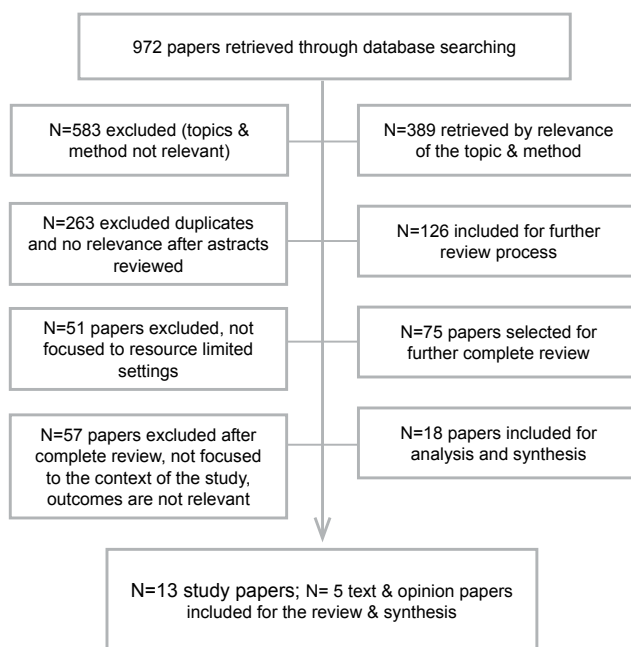 972 papers retrieved through database searching
N=583 excluded (topics &
method not relevant)
N=389 retrieved by relevance
of the topic & method
N=263 excluded duplicates
and no relevance after astracts
reviewed
N=126 included for further
review process
N=51 papers excluded, not
focused to resource limited
settings
N=75 papers selected for
further complete review
N=57 papers excluded after
complete review, not focused
to the context of the study,
outcomes are not relevant
N=18 papers included for
analysis and synthesis
N=13 study papers; N= 5 text & opinion papers
included for the review & synthesis